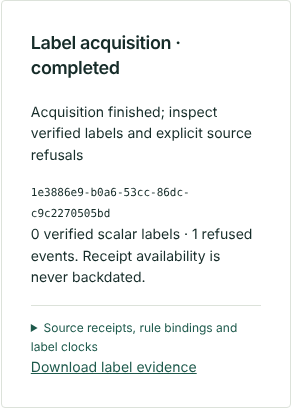 Label acquisition ·
completed
Acquisition finished; inspect
verified labels and explicit source
refusals
1e3886e9-b0a6-53cc-86dc-
c9c2270505bd
0 verified scalar labels · 1 refused
events. Receipt availability is
never backdated.
▶ Source receipts, rule bindings and
label clocks
Download label evidence